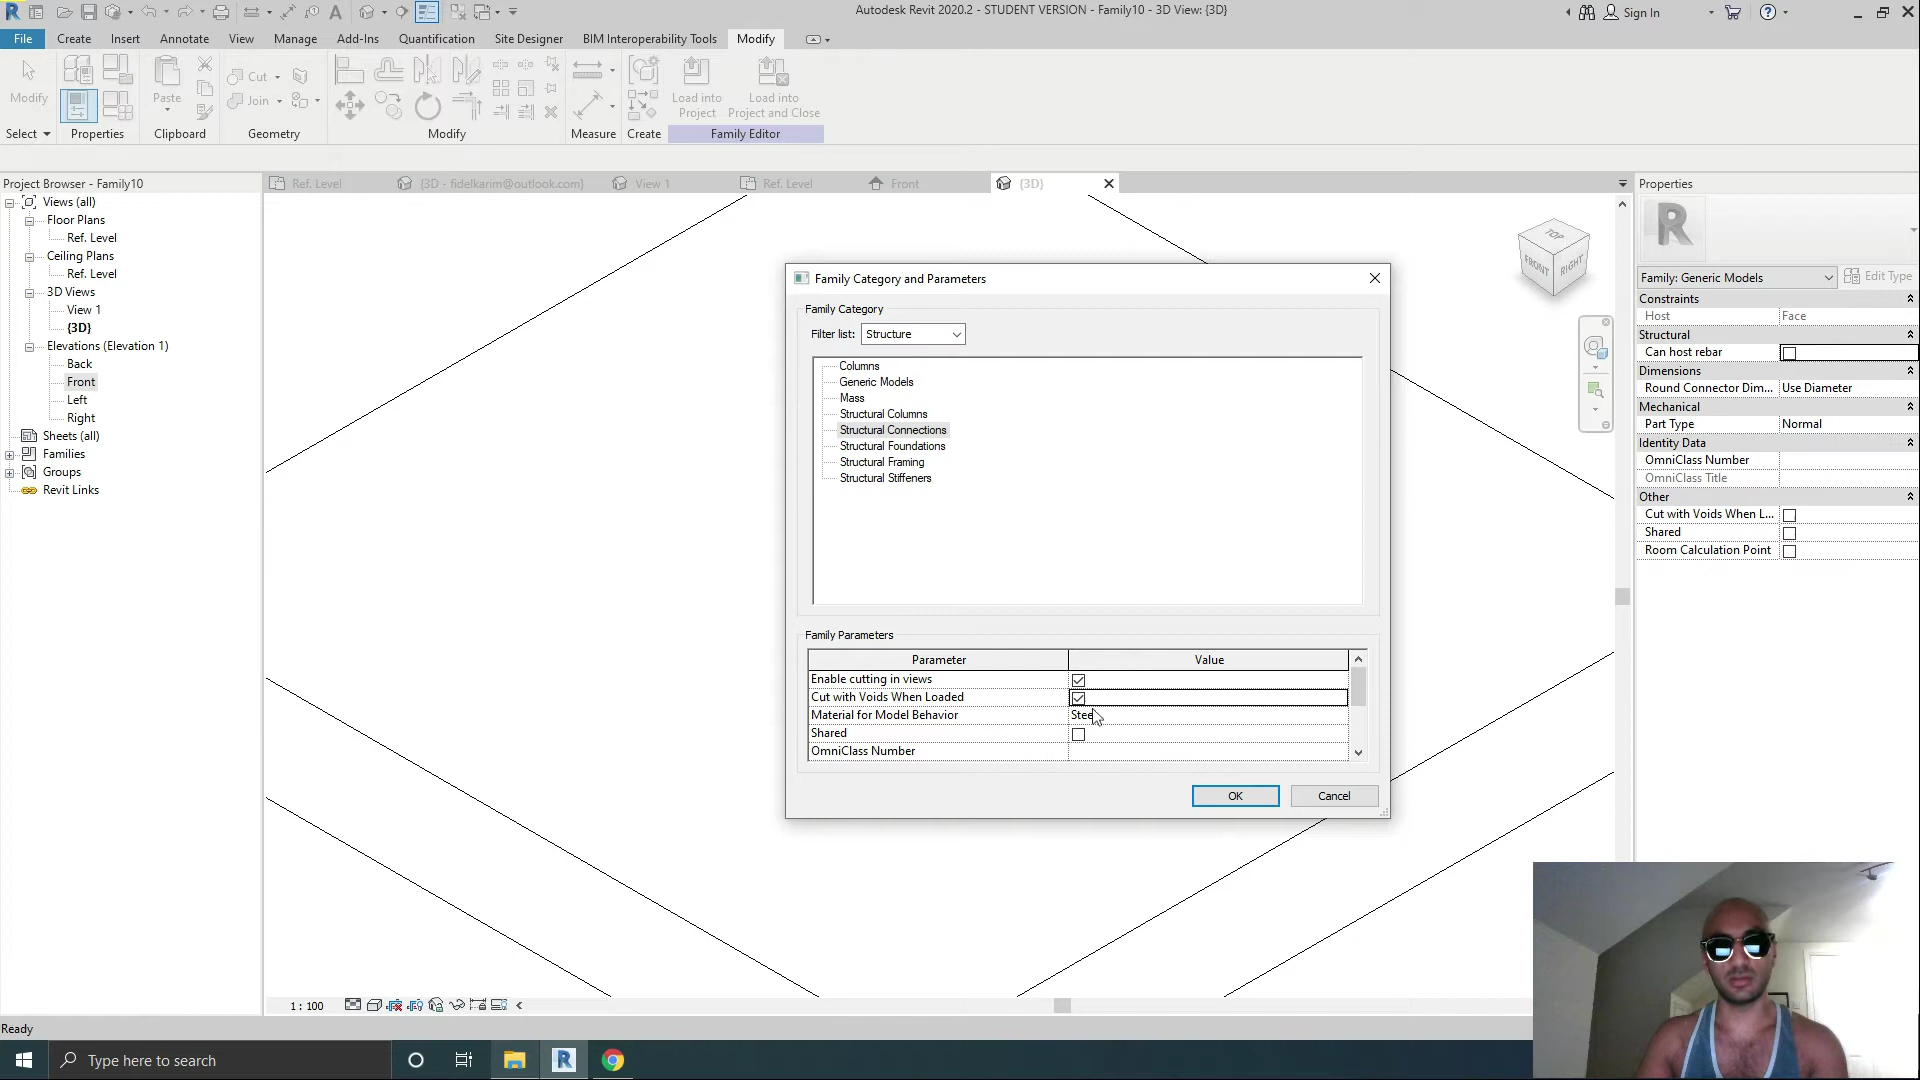 Autodesk Revit 2020.2 - STUDENT VERSION - Family10 - 3D View: {3D}
Sign In
File Create Insert Annotate View Manage Add-Ins Quantification Site Designer BIM Interoperability Tools Modify
Modify
Paste
Cut
Join
Load into Project
Load into Project and Close
Select Properties Clipboard Geometry Modify Measure Create Family Editor
Project Browser - Family10
Views (all)
Floor Plans
Ref. Level
Ceiling Plans
Ref. Level
3D Views
View 1
{3D}
Elevations (Elevation 1)
Back
Front
Left
Right
Sheets (all)
Families
Groups
Revit Links
Ref. Level
{3D - fidelkarim@outlook.com}
View 1
Ref. Level
Front
{3D}
TOP
FRONT
RIGHT
Family Category and Parameters
Family Category
Filter list: Structure
Columns
Generic Models
Mass
Structural Columns
Structural Connections
Structural Foundations
Structural Framing
Structural Stiffeners
Family Parameters
Parameter Value
Enable cutting in views
Cut with Voids When Loaded
Material for Model Behavior
Shared
OmniClass Number
OK Cancel
Properties
Family: Generic Models Edit Type
Constraints
Host Face
Structural
Can host rebar
Dimensions
Round Connector Dim... Use Diameter
Mechanical
Part Type Normal
Identity Data
OmniClass Number
OmniClass Title
Other
Cut with Voids When L...
Shared
Room Calculation Point
1 : 100
Ready
Type here to search